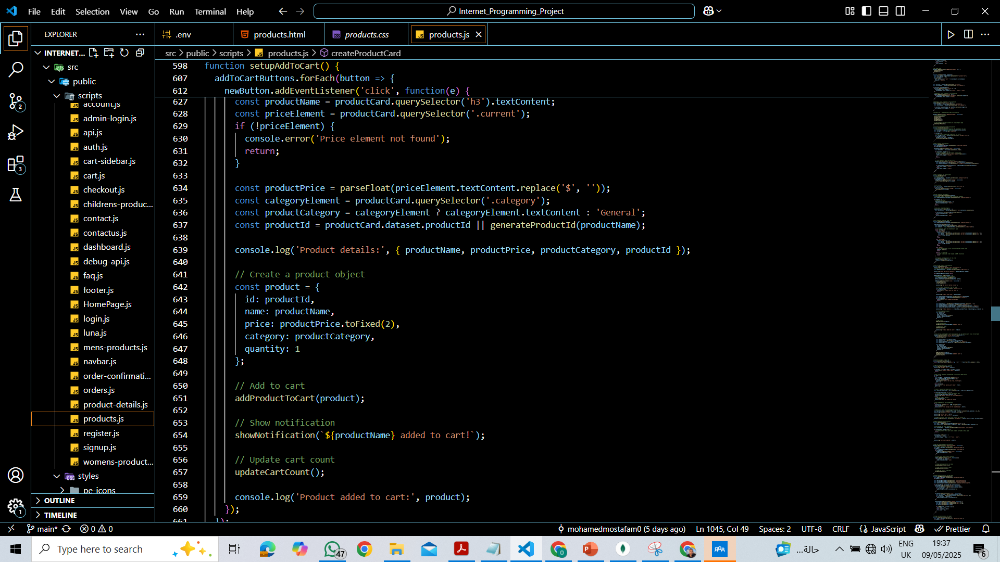 File Edit Selection View Go Run Terminal Help
Internet_Programming_Project
EXPLORER
.env
products.html
products.css
products.js
INTERNET...
src
public
scripts
account.js
admin-login.js
api.js
auth.js
cart-sidebar.js
cart.js
checkout.js
childrens-produc...
contact.js
contactus.js
dashboard.js
debug-api.js
faq.js
footer.js
HomePage.js
login.js
luna.js
mens-products.js
navbar.js
order-confirmati...
orders.js
product-details.js
products.js
register.js
signup.js
womens-product...
styles
pe-icons
OUTLINE
TIMELINE
2
3
1
src > public > scripts > products.js > createProductCard
598 function setupAddToCart() {
607 addToCartButtons.forEach(button => {
612 newButton.addEventListener('click', function(e) {
627 const productName = productCard.querySelector('h3').textContent;
628 const priceElement = productCard.querySelector('.current');
629 if (!priceElement) {
630 console.error('Price element not found');
631 return;
632 }
633
634 const productPrice = parseFloat(priceElement.textContent.replace('$', ''));
635 const categoryElement = productCard.querySelector('.category');
636 const productCategory = categoryElement ? categoryElement.textContent : 'General';
637 const productId = productCard.dataset.productId || generateProductId(productName);
638
639 console.log('Product details:', { productName, productPrice, productCategory, productId });
640
641 // Create a product object
642 const product = {
643 id: productId,
644 name: productName,
645 price: productPrice.toFixed(2),
646 category: productCategory,
647 quantity: 1
648 };
649
650 // Add to cart
651 addProductToCart(product);
652
653 // Show notification
654 showNotification(`${productName} added to cart!`);
655
656 // Update cart count
657 updateCartCount();
658
659 console.log('Product added to cart:', product);
660 });
661 });
main* 0 0 mohamedmostafam0 (5 days ago) Ln 1045, Col 49 Spaces: 2 UTF-8 CRLF {} JavaScript Prettier
Type here to search
47
حالة...
ENG
UK
19:37
09/05/2025
6